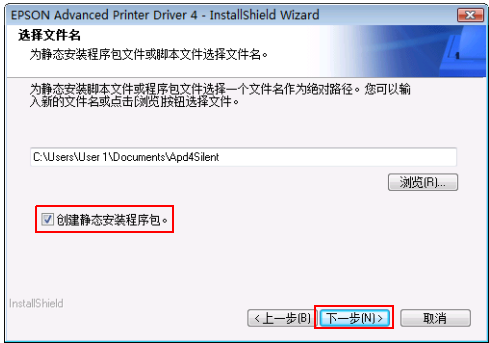 EPSON Advanced Printer Driver 4 - InstallShield Wizard
选择文件名
为静态安装程序包文件或脚本文件选择文件名。
为静态安装脚本文件或程序包文件选择一个文件名作为绝对路径。您可以输
入新的文件名或点击[浏览]按钮选择文件。
C:\Users\User 1\Documents\Apd4Silent
浏览(R)...
创建静态安装程序包。
InstallShield
<上一步(B)
下一步(N)>
取消